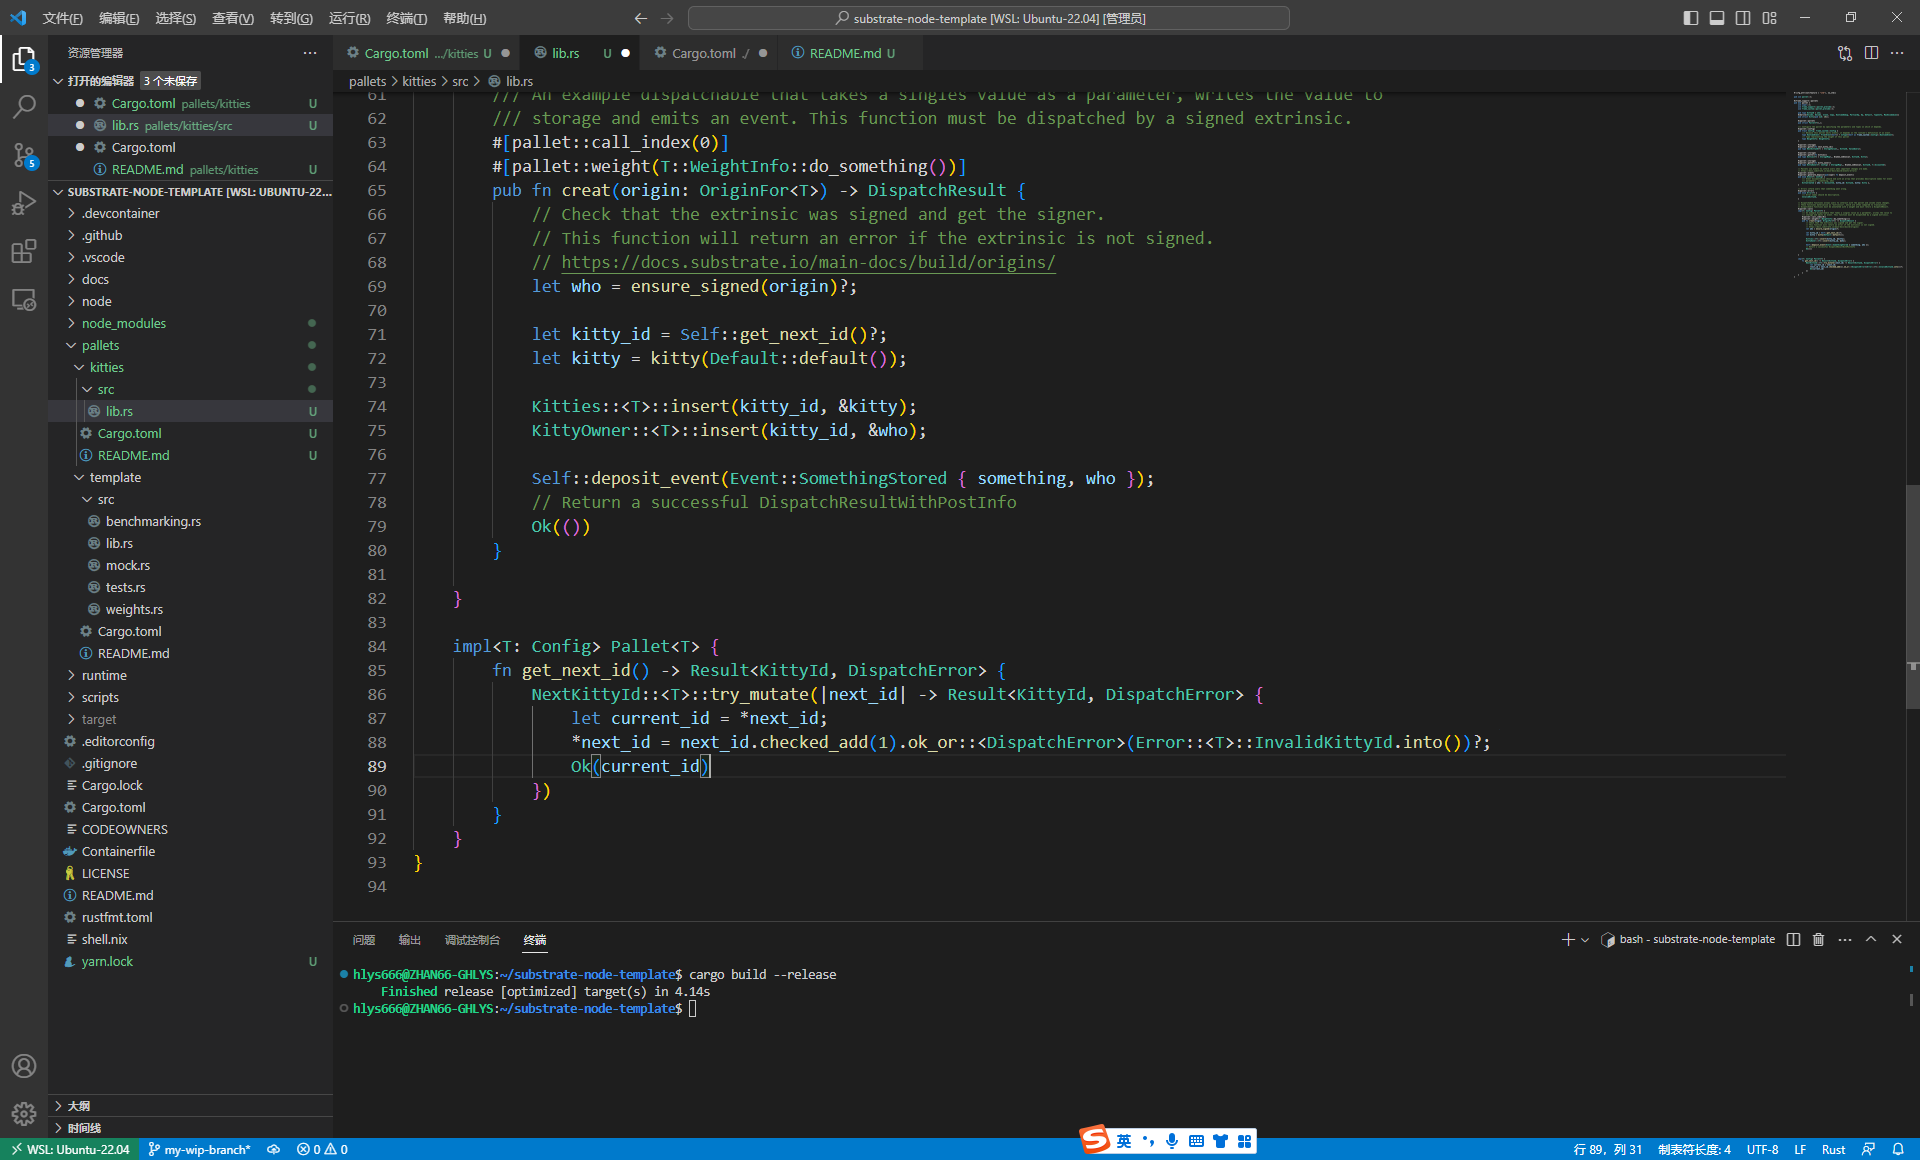 文件(F) 编辑(E) 选择(S) 查看(V) 转到(G) 运行(R) 终端(T) 帮助(H) substrate-node-template [WSL: Ubuntu-22.04] [管理员]
资源管理器
打开的编辑器 3 个未保存
Cargo.toml pallets/kitties U
lib.rs pallets/kitties/src U
Cargo.toml
README.md pallets/kitties U
SUBSTRATE-NODE-TEMPLATE [WSL: UBUNTU-22...
.devcontainer
.github
.vscode
docs
node
node_modules
pallets
kitties
src
lib.rs U
Cargo.toml U
README.md U
template
src
benchmarking.rs
lib.rs
mock.rs
tests.rs
weights.rs
Cargo.toml
README.md
runtime
scripts
target
.editorconfig
.gitignore
Cargo.lock
Cargo.toml
CODEOWNERS
Containerfile
LICENSE
README.md
rustfmt.toml
shell.nix
yarn.lock U
大纲
时间线
3
5
Cargo.toml .../kitties U lib.rs U Cargo.toml ./ README.md U
pallets > kitties > src > lib.rs
61 /// An example dispatchable that takes a singles value as a parameter, writes the value to
62 /// storage and emits an event. This function must be dispatched by a signed extrinsic.
63 #[pallet::call_index(0)]
64 #[pallet::weight(T::WeightInfo::do_something())]
65 pub fn creat(origin: OriginFor<T>) -> DispatchResult {
66 // Check that the extrinsic was signed and get the signer.
67 // This function will return an error if the extrinsic is not signed.
68 // https://docs.substrate.io/main-docs/build/origins/
69 let who = ensure_signed(origin)?;
70
71 let kitty_id = Self::get_next_id()?;
72 let kitty = kitty(Default::default());
73
74 Kitties::<T>::insert(kitty_id, &kitty);
75 KittyOwner::<T>::insert(kitty_id, &who);
76
77 Self::deposit_event(Event::SomethingStored { something, who });
78 // Return a successful DispatchResultWithPostInfo
79 Ok(())
80 }
81
82 }
83
84 impl<T: Config> Pallet<T> {
85 fn get_next_id() -> Result<KittyId, DispatchError> {
86 NextKittyId::<T>::try_mutate(|next_id| -> Result<KittyId, DispatchError> {
87 let current_id = *next_id;
88 *next_id = next_id.checked_add(1).ok_or::<DispatchError>(Error::<T>::InvalidKittyId.into())?;
89 Ok(current_id)
90 })
91 }
92 }
93 }
94
问题 输出 调试控制台 终端 bash - substrate-node-template
hlys666@ZHAN66-GHLYS:~/substrate-node-template$ cargo build --release
Finished release [optimized] target(s) in 4.14s
hlys666@ZHAN66-GHLYS:~/substrate-node-template$
英
WSL: Ubuntu-22.04 my-wip-branch* 0 0 行 89，列 31 制表符长度: 4 UTF-8 LF Rust